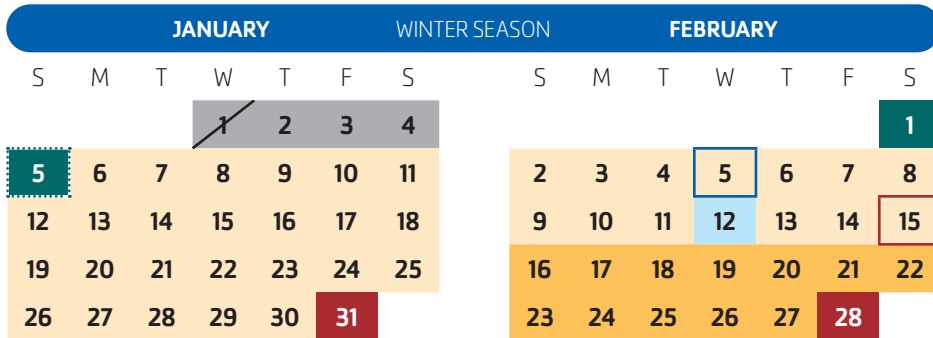 JANUARY WINTER SEASON FEBRUARY
S M T W T F S S M T W T F S
1 2 3 4 1
5 6 7 8 9 10 11 2 3 4 5 6 7 8
12 13 14 15 16 17 18 9 10 11 12 13 14 15
19 20 21 22 23 24 25 16 17 18 19 20 21 22
26 27 28 29 30 31 23 24 25 26 27 28